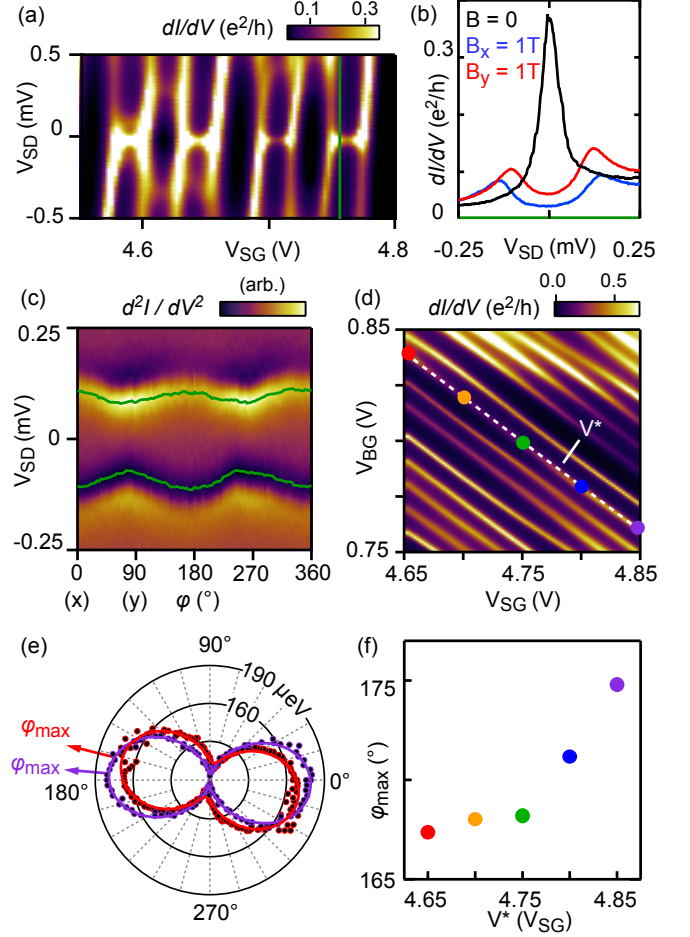 (a)
dI/dV (e²/h)
0.1
0.3
0.5
0
-0.5
V_SD (mV)
4.6
V_SG (V)
4.8
(b)
B = 0
B_x = 1T
B_y = 1T
dI/dV (e²/h)
0.3
0
-0.25
V_SD (mV)
0.25
(c)
d²I / dV²
(arb.)
0.25
0
-0.25
V_SD (mV)
0
90
180
270
360
(x)
(y)
φ (°)
(d)
dI/dV (e²/h)
0.0
0.5
0.85
0.75
V_BG (V)
V*
4.65
4.75
4.85
V_SG (V)
(e)
90°
190 μeV
160
φ_max
φ_max
0°
180°
270°
(f)
175
165
φ_max (°)
4.65
4.75
4.85
V* (V_SG)